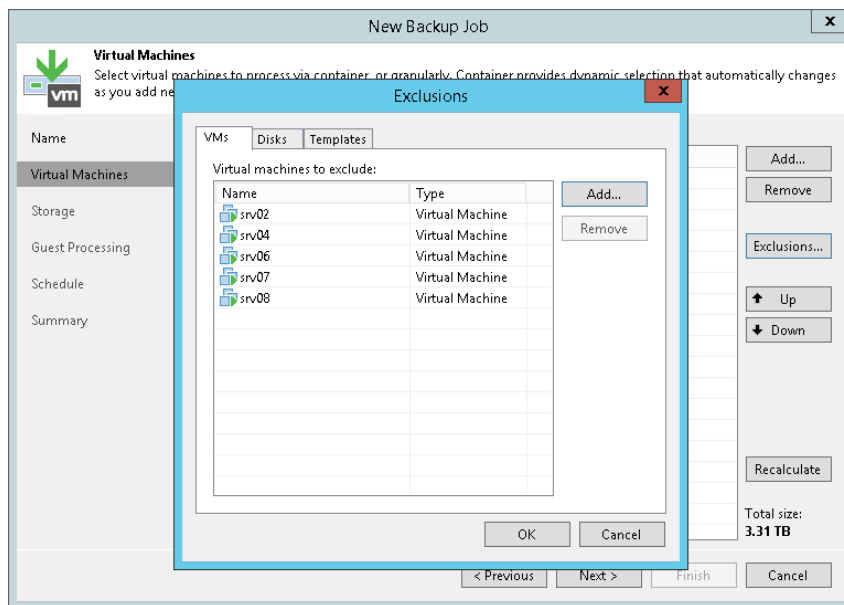 New Backup Job
x
Virtual Machines
Select virtual machines to process via container, or granularly. Container provides dynamic selection that automatically changes
as you add ne
vm
Exclusions
x
Name
Virtual Machines
Storage
Guest Processing
Schedule
Summary
VMs Disks Templates
Virtual machines to exclude:
Name Type
srv02 Virtual Machine
srv04 Virtual Machine
srv06 Virtual Machine
srv07 Virtual Machine
srv08 Virtual Machine
Add...
Remove
OK Cancel
Add...
Remove
Exclusions...
Up
Down
Recalculate
Total size:
3.31 TB
< Previous Next > Finish Cancel